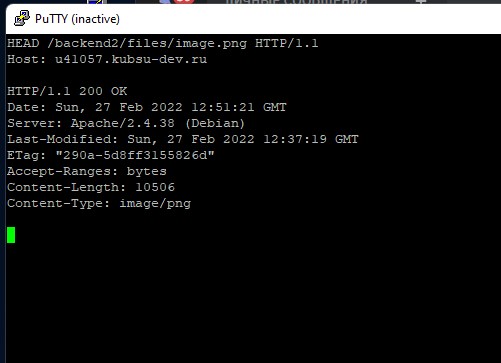 PuTTY (inactive)
HEAD /backend2/files/image.png HTTP/1.1
Host: u41057.kubsu-dev.ru
HTTP/1.1 200 OK
Date: Sun, 27 Feb 2022 12:51:21 GMT
Server: Apache/2.4.38 (Debian)
Last-Modified: Sun, 27 Feb 2022 12:37:19 GMT
ETag: "290a-5d8ff3155826d"
Accept-Ranges: bytes
Content-Length: 10506
Content-Type: image/png